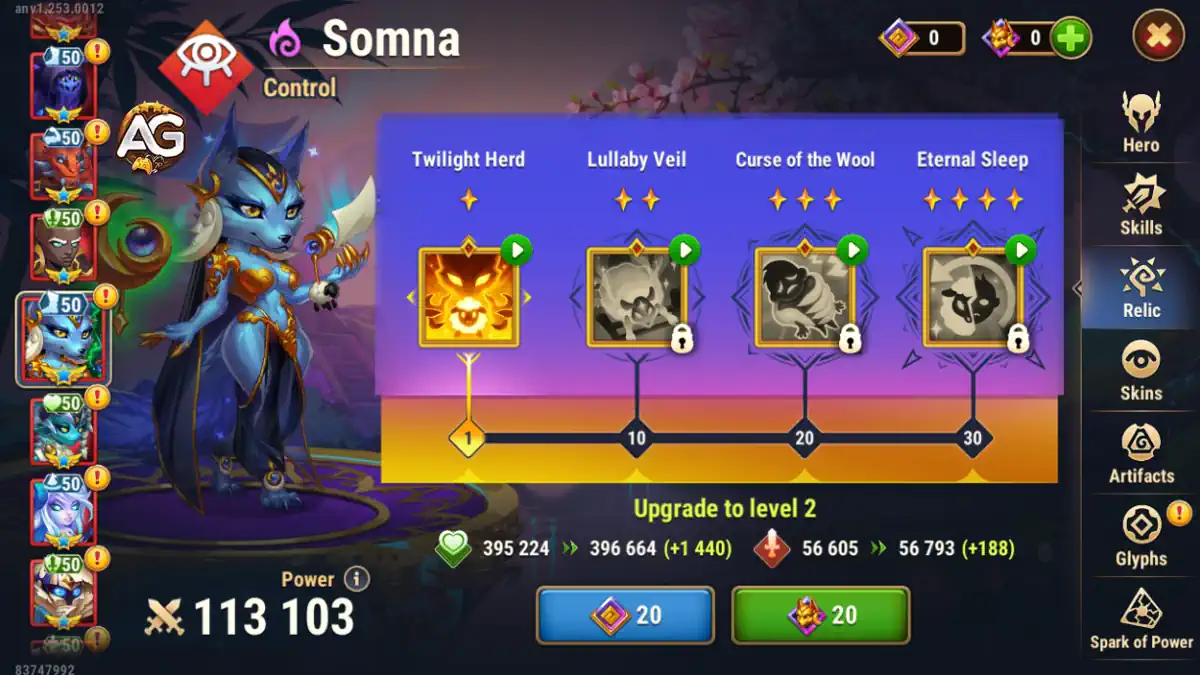 any1,253.0012
Somna
Control
0
0
AG
50
50
50
50
50
50
50
50
Twilight Herd
Lullaby Veil
Curse of the Wool
Eternal Sleep
1
10
20
30
Upgrade to level 2
395 224 396 664 (+1 440)
56 605 56 793 (+188)
Power i
113 103
20
20
Hero
Skills
Relic
Skins
Artifacts
Glyphs
Spark of Power
83747992